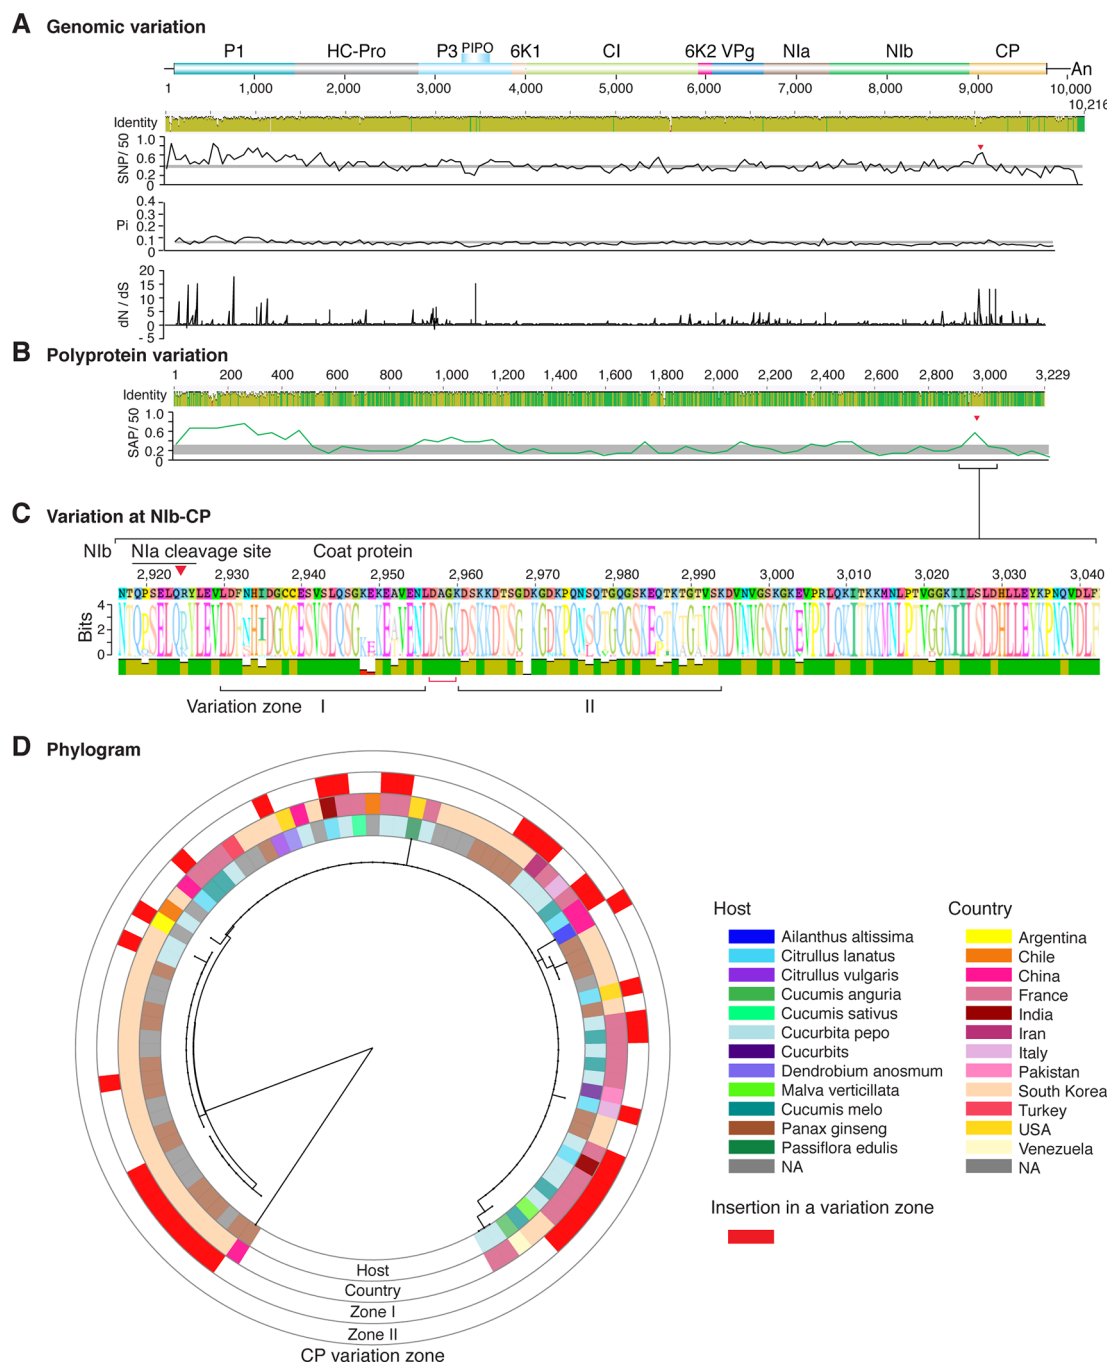 A Genomic variation
P1 HC-Pro P3 PIPO 6K1 CI 6K2 VPg NIa NIb CP
An
1 1,000 2,000 3,000 4,000 5,000 6,000 7,000 8,000 9,000 10,000
10,216
Identity
SNP/ 50
1.0
0.6
0.2
0
Pi
0.4
0.3
0.2
0.1
0
dN / dS
20
15
10
5
0
- 5
B Polyprotein variation
1 200 400 600 800 1,000 1,200 1,400 1,600 1,800 2,000 2,200 2,400 2,600 2,800 3,000 3,229
Identity
SAP/ 50
1.0
0.6
0.2
0
C Variation at NIb-CP
NIb NIa cleavage site Coat protein
2,920 2,930 2,940 2,950 2,960 2,970 2,980 2,990 3,000 3,010 3,020 3,030 3,040
NTQPSELQRYLEVLDFNHIDGCCESVSLQSGKEKEAVENLDAGKDSKKDTSGDKGDKPQNSQTGQGSKEQTKTGTVSKDVNVGSKGKEVPRLQKITKKMNLPTVGGKIILSLDHLLEYKPNQVDLF
Bits
4
2
0
Variation zone I II
D Phylogram
Host
Country
Zone I
Zone II
CP variation zone
Host
Ailanthus altissima
Citrullus lanatus
Citrullus vulgaris
Cucumis anguria
Cucumis sativus
Cucurbita pepo
Cucurbits
Dendrobium anosmum
Malva verticillata
Cucumis melo
Panax ginseng
Passiflora edulis
NA
Country
Argentina
Chile
China
France
India
Iran
Italy
Pakistan
South Korea
Turkey
USA
Venezuela
NA
Insertion in a variation zone